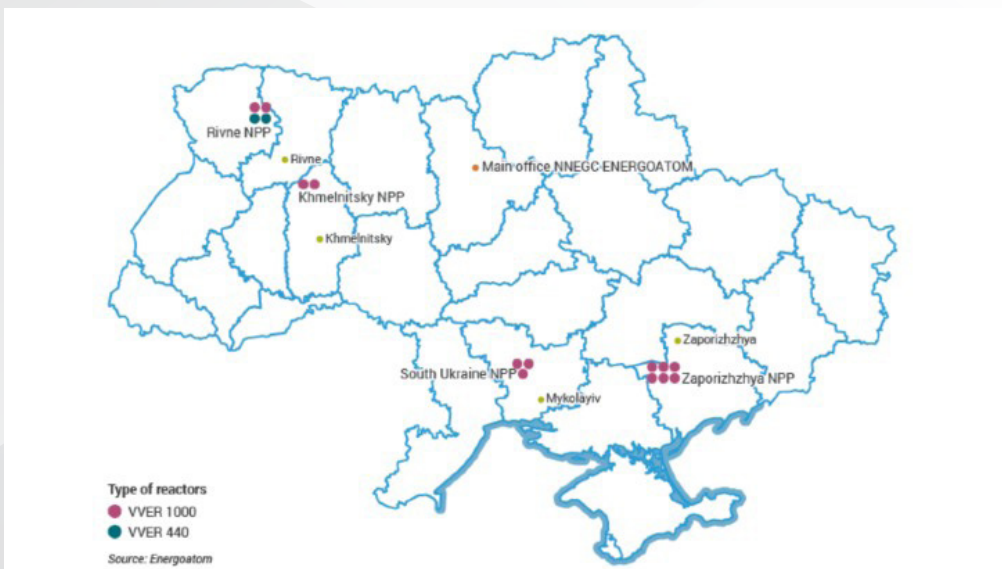 Rivne NPP
Rivne
Main office NNEGC ENERGOATOM
Khmelnitsky NPP
Khmelnitsky
Zaporizhzhya
South Ukraine NPP
Zaporizhzhya NPP
Mykolayiv
Type of reactors
VVER 1000
VVER 440
Source: Energoatom